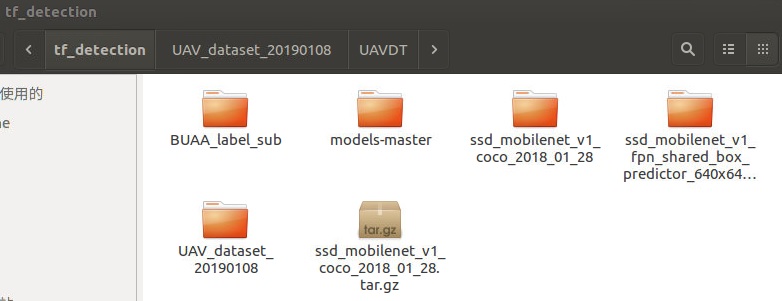 tf_detection
tf_detection UAV_dataset_20190108 UAVDT
使用的
BUAA_label_sub
models-master
ssd_mobilenet_v1_
coco_2018_01_28
ssd_mobilenet_v1_
fpn_shared_box_
predictor_640x64…
UAV_dataset_
20190108
tar.gz
ssd_mobilenet_v1_
coco_2018_01_28.
tar.gz